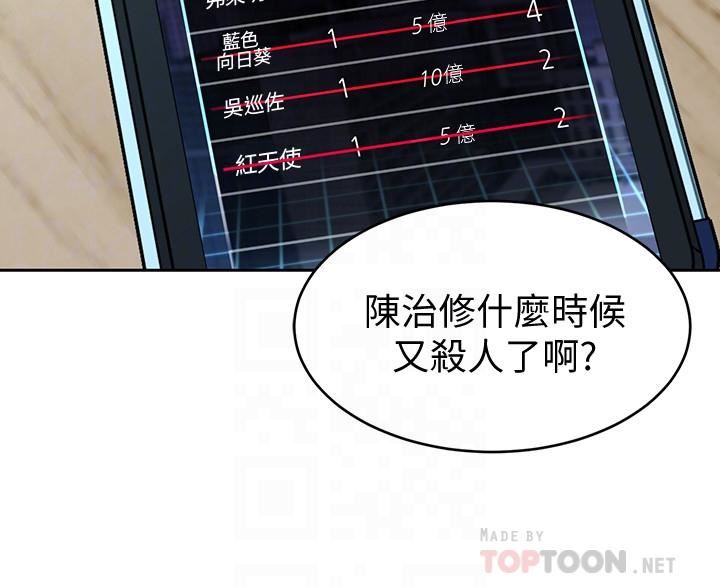 4
藍色
向日葵 1 5億
吳巡佐 1 10億 2
紅天使 1 5億 2
陳治修什麼時候
又殺人了啊?
MADE BY
TOPTOON.NET